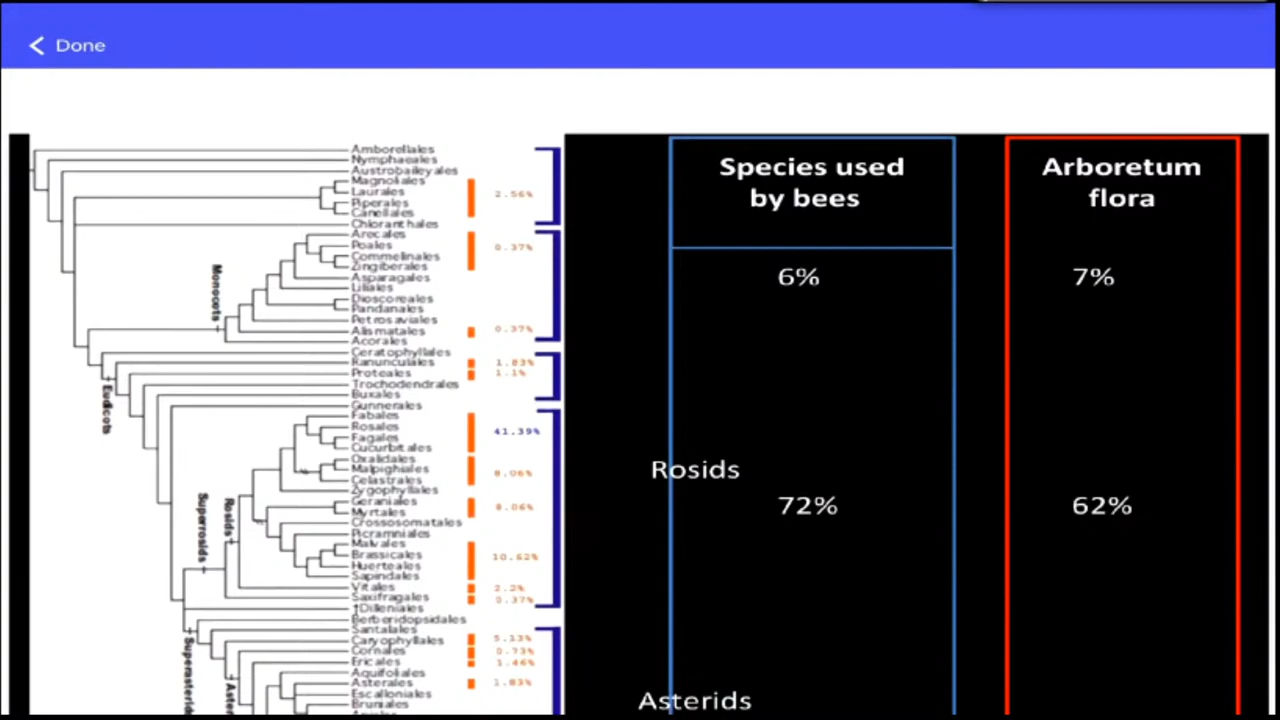 Done
Amborellales
Nymphaeales
Austrobaileyales
Magnoliales
Laurales
2.56%
Piperales
Canellales
Chloranthales
Arecales
Poales
0.37%
Commelinales
Zingiberales
Asparagales
Liliales
Dioscoreales
Pandanales
Petrosaviales
Alismatales
0.37%
Acorales
Ceratophyllales
Ranunculales
1.83%
Proteales
1.1%
Trochodendrales
Buxales
Gunnerales
Fabales
Rosales
41.39%
Fagales
Cucurbitales
Oxalidales
Malpighiales
8.06%
Celastrales
Zygophyllales
Geraniales
8.06%
Myrtales
Crossosomatales
Picramniales
Malvales
Brassicales
10.62%
Huerteales
Sapindales
Vitales
2.2%
Saxifragales
0.37%
†Dilleniales
Berberidopsidales
Santalales
Caryophyllales
5.13%
Cornales
0.73%
Ericales
1.46%
Aquifoliales
Asterales
1.83%
Escalloniales
Bruniales
Monocots
Eudicots
Superrosids
Rosids
Species used
by bees
Arboretum
flora
6%
7%
Rosids
72%
62%
Asterids